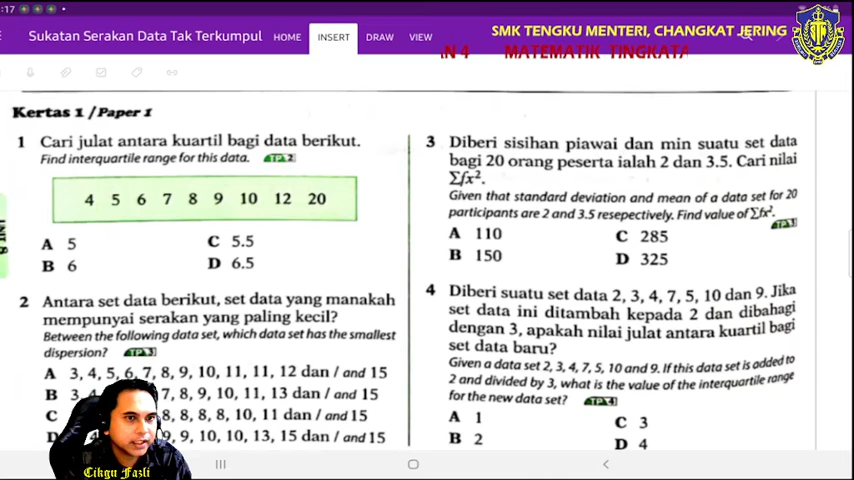 :17
SMK TENGKU MENTERI, CHANGKAT JERING
Sukatan Serakan Data Tak Terkumpul HOME INSERT DRAW VIEW
N 4 MATEMATIK TINGKATA
Kertas 1 / Paper 1
1 Cari julat antara kuartil bagi data berikut.
Find interquartile range for this data. TP2
4 5 6 7 8 9 10 12 20
A 5 C 5.5
B 6 D 6.5
2 Antara set data berikut, set data yang manakah
mempunyai serakan yang paling kecil?
Between the following data set, which data set has the smallest
dispersion? TP3
A 3, 4, 5, 6, 7, 8, 9, 10, 11, 11, 12 dan / and 15
B 3, 7, 8, 9, 10, 11, 13 dan / and 15
C 8, 8, 8, 8, 10, 11 dan / and 15
D 9, 9, 10, 10, 13, 15 dan / and 15
3 Diberi sisihan piawai dan min suatu set data
bagi 20 orang peserta ialah 2 dan 3.5. Cari nilai
Σfx².
Given that standard deviation and mean of a data set for 20
participants are 2 and 3.5 resepectively. Find value of Σfx².
A 110 C 285
B 150 D 325
4 Diberi suatu set data 2, 3, 4, 7, 5, 10 dan 9. Jika
set data ini ditambah kepada 2 dan dibahagi
dengan 3, apakah nilai julat antara kuartil bagi
set data baru?
Given a data set 2, 3, 4, 7, 5, 10 and 9. If this data set is added to
2 and divided by 3, what is the value of the interquartile range
for the new data set? TP4
A 1 C 3
B 2 D 4
UNIT 8
Cikgu Fazli